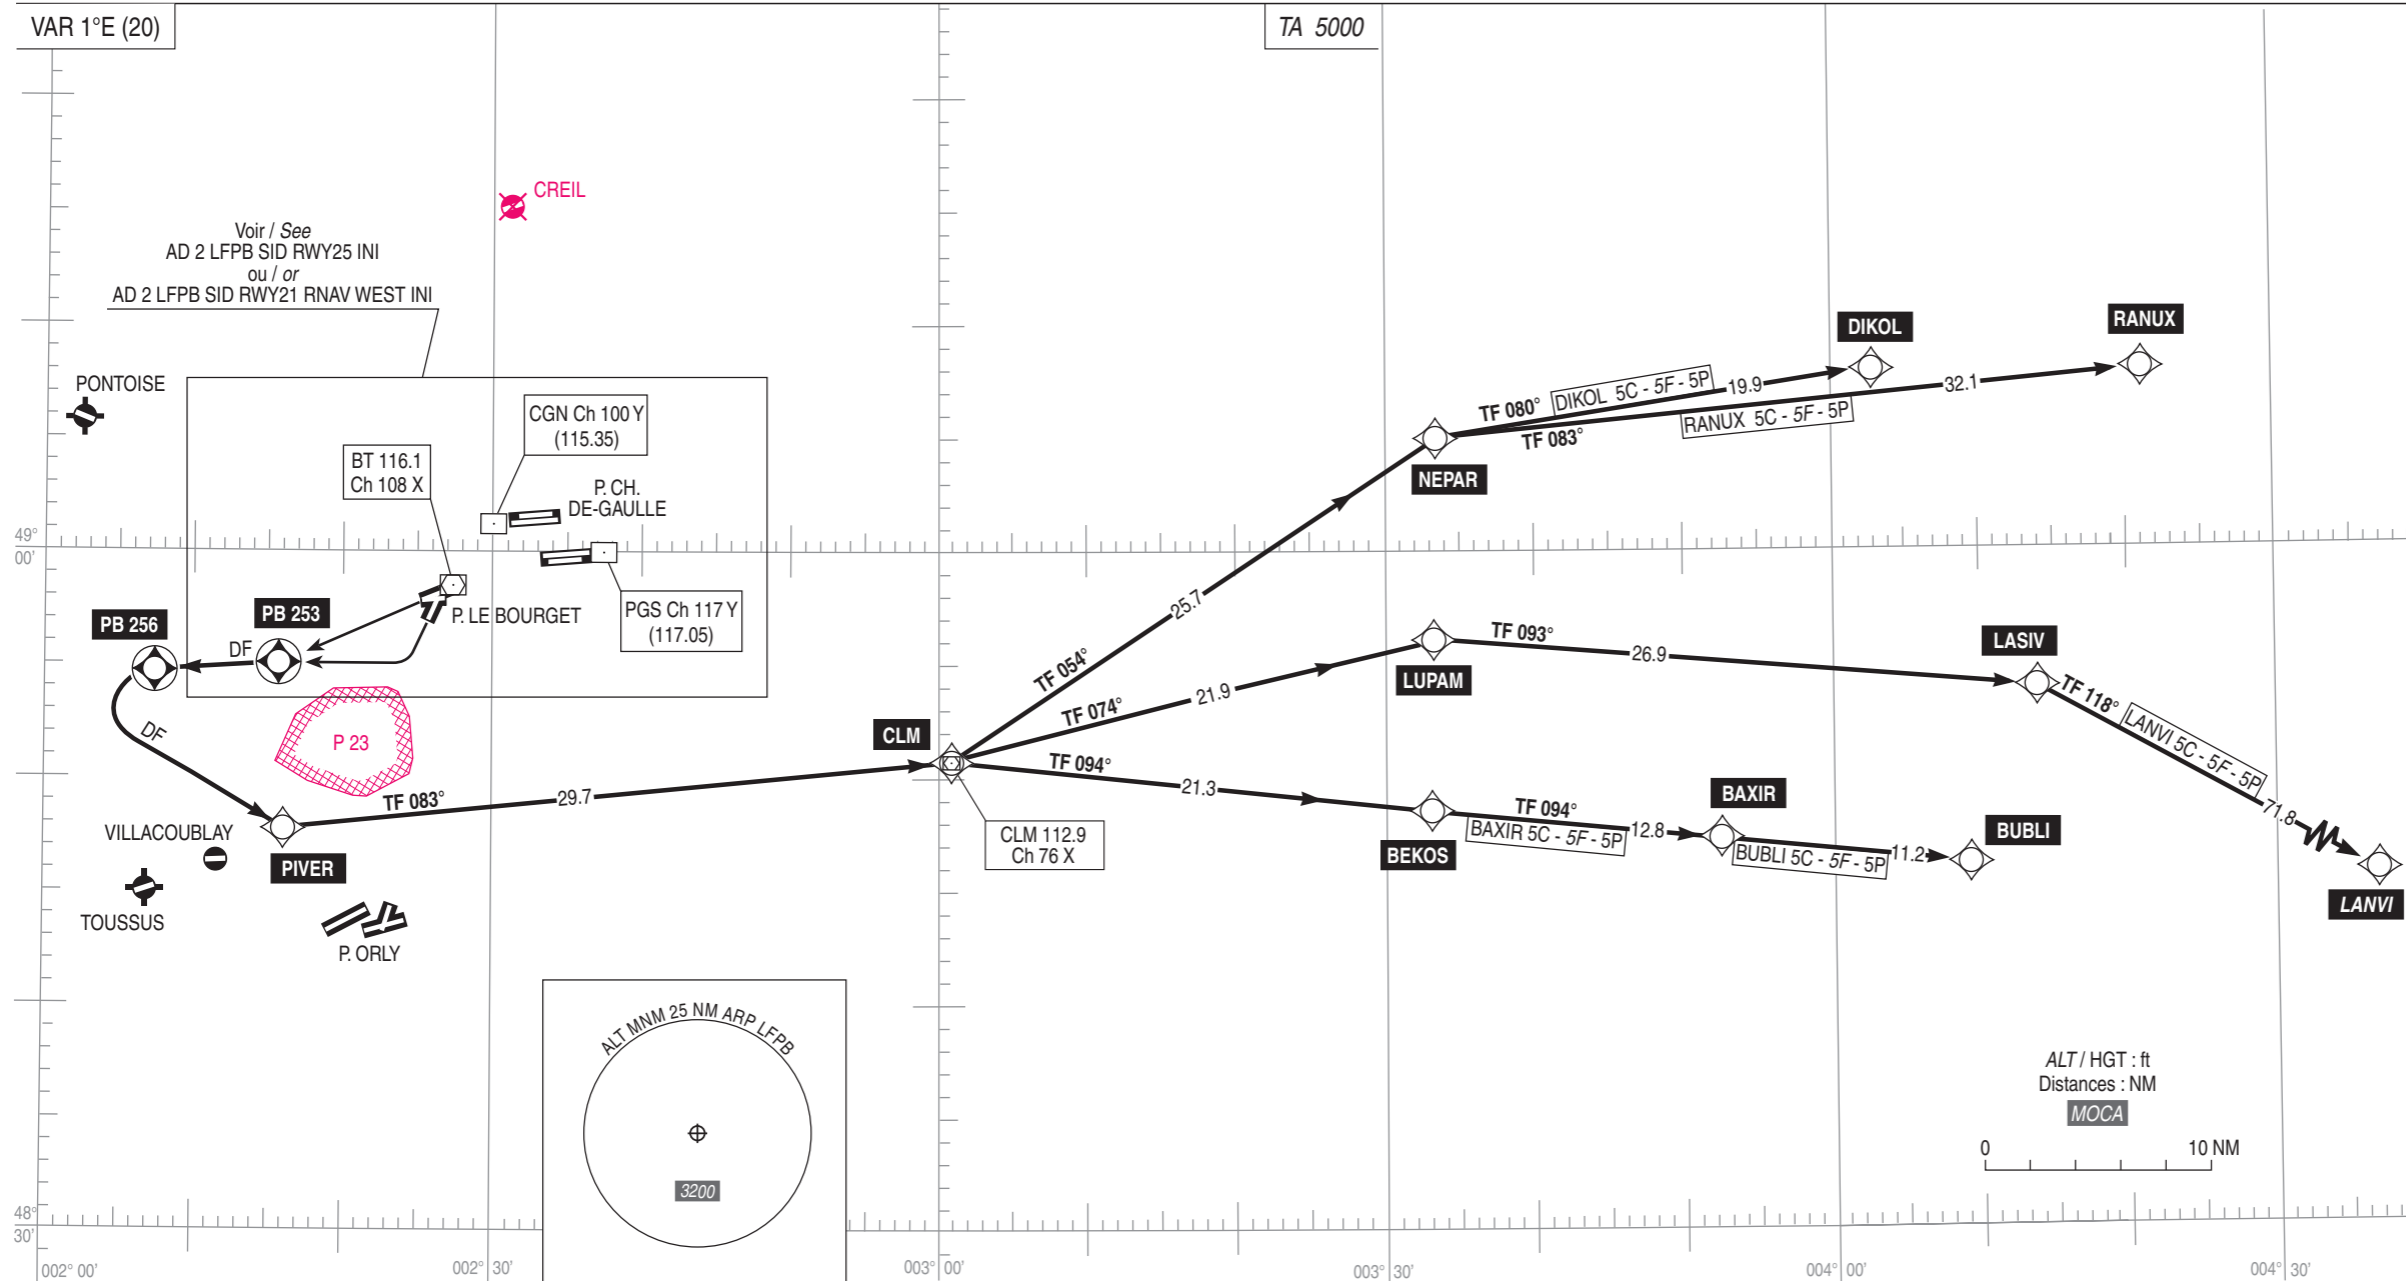 VAR 1°E (20)
TA 5000
CREIL
Voir / See
AD 2 LFPB SID RWY25 INI
ou / or
AD 2 LFPB SID RWY21 RNAV WEST INI
PONTOISE
CGN Ch 100 Y
(115.35)
BT 116.1
Ch 108 X
P. CH.
DE-GAULLE
49°
00'
P. LE BOURGET
PGS Ch 117 Y
(117.05)
PB 256
PB 253
DF
DF
P 23
VILLACOUBLAY
TOUSSUS
PIVER
P. ORLY
TF 083°
29.7
CLM
CLM 112.9
Ch 76 X
TF 054°
25.7
NEPAR
TF 080°
DIKOL 5C - 5F - 5P
19.9
DIKOL
TF 083°
RANUX 5C - 5F - 5P
32.1
RANUX
TF 074°
21.9
LUPAM
TF 093°
26.9
LASIV
TF 118°
LANVI 5C - 5F - 5P
71.8
LANVI
TF 094°
21.3
BEKOS
TF 094°
BAXIR 5C - 5F - 5P
12.8
BAXIR
BUBLI 5C - 5F - 5P
11.2
BUBLI
ALT MNM 25 NM ARP LFPB
3200
ALT / HGT : ft
Distances : NM
MOCA
0 10 NM
48°
30'
002° 00'
002° 30'
003° 00'
003° 30'
004° 00'
004° 30'